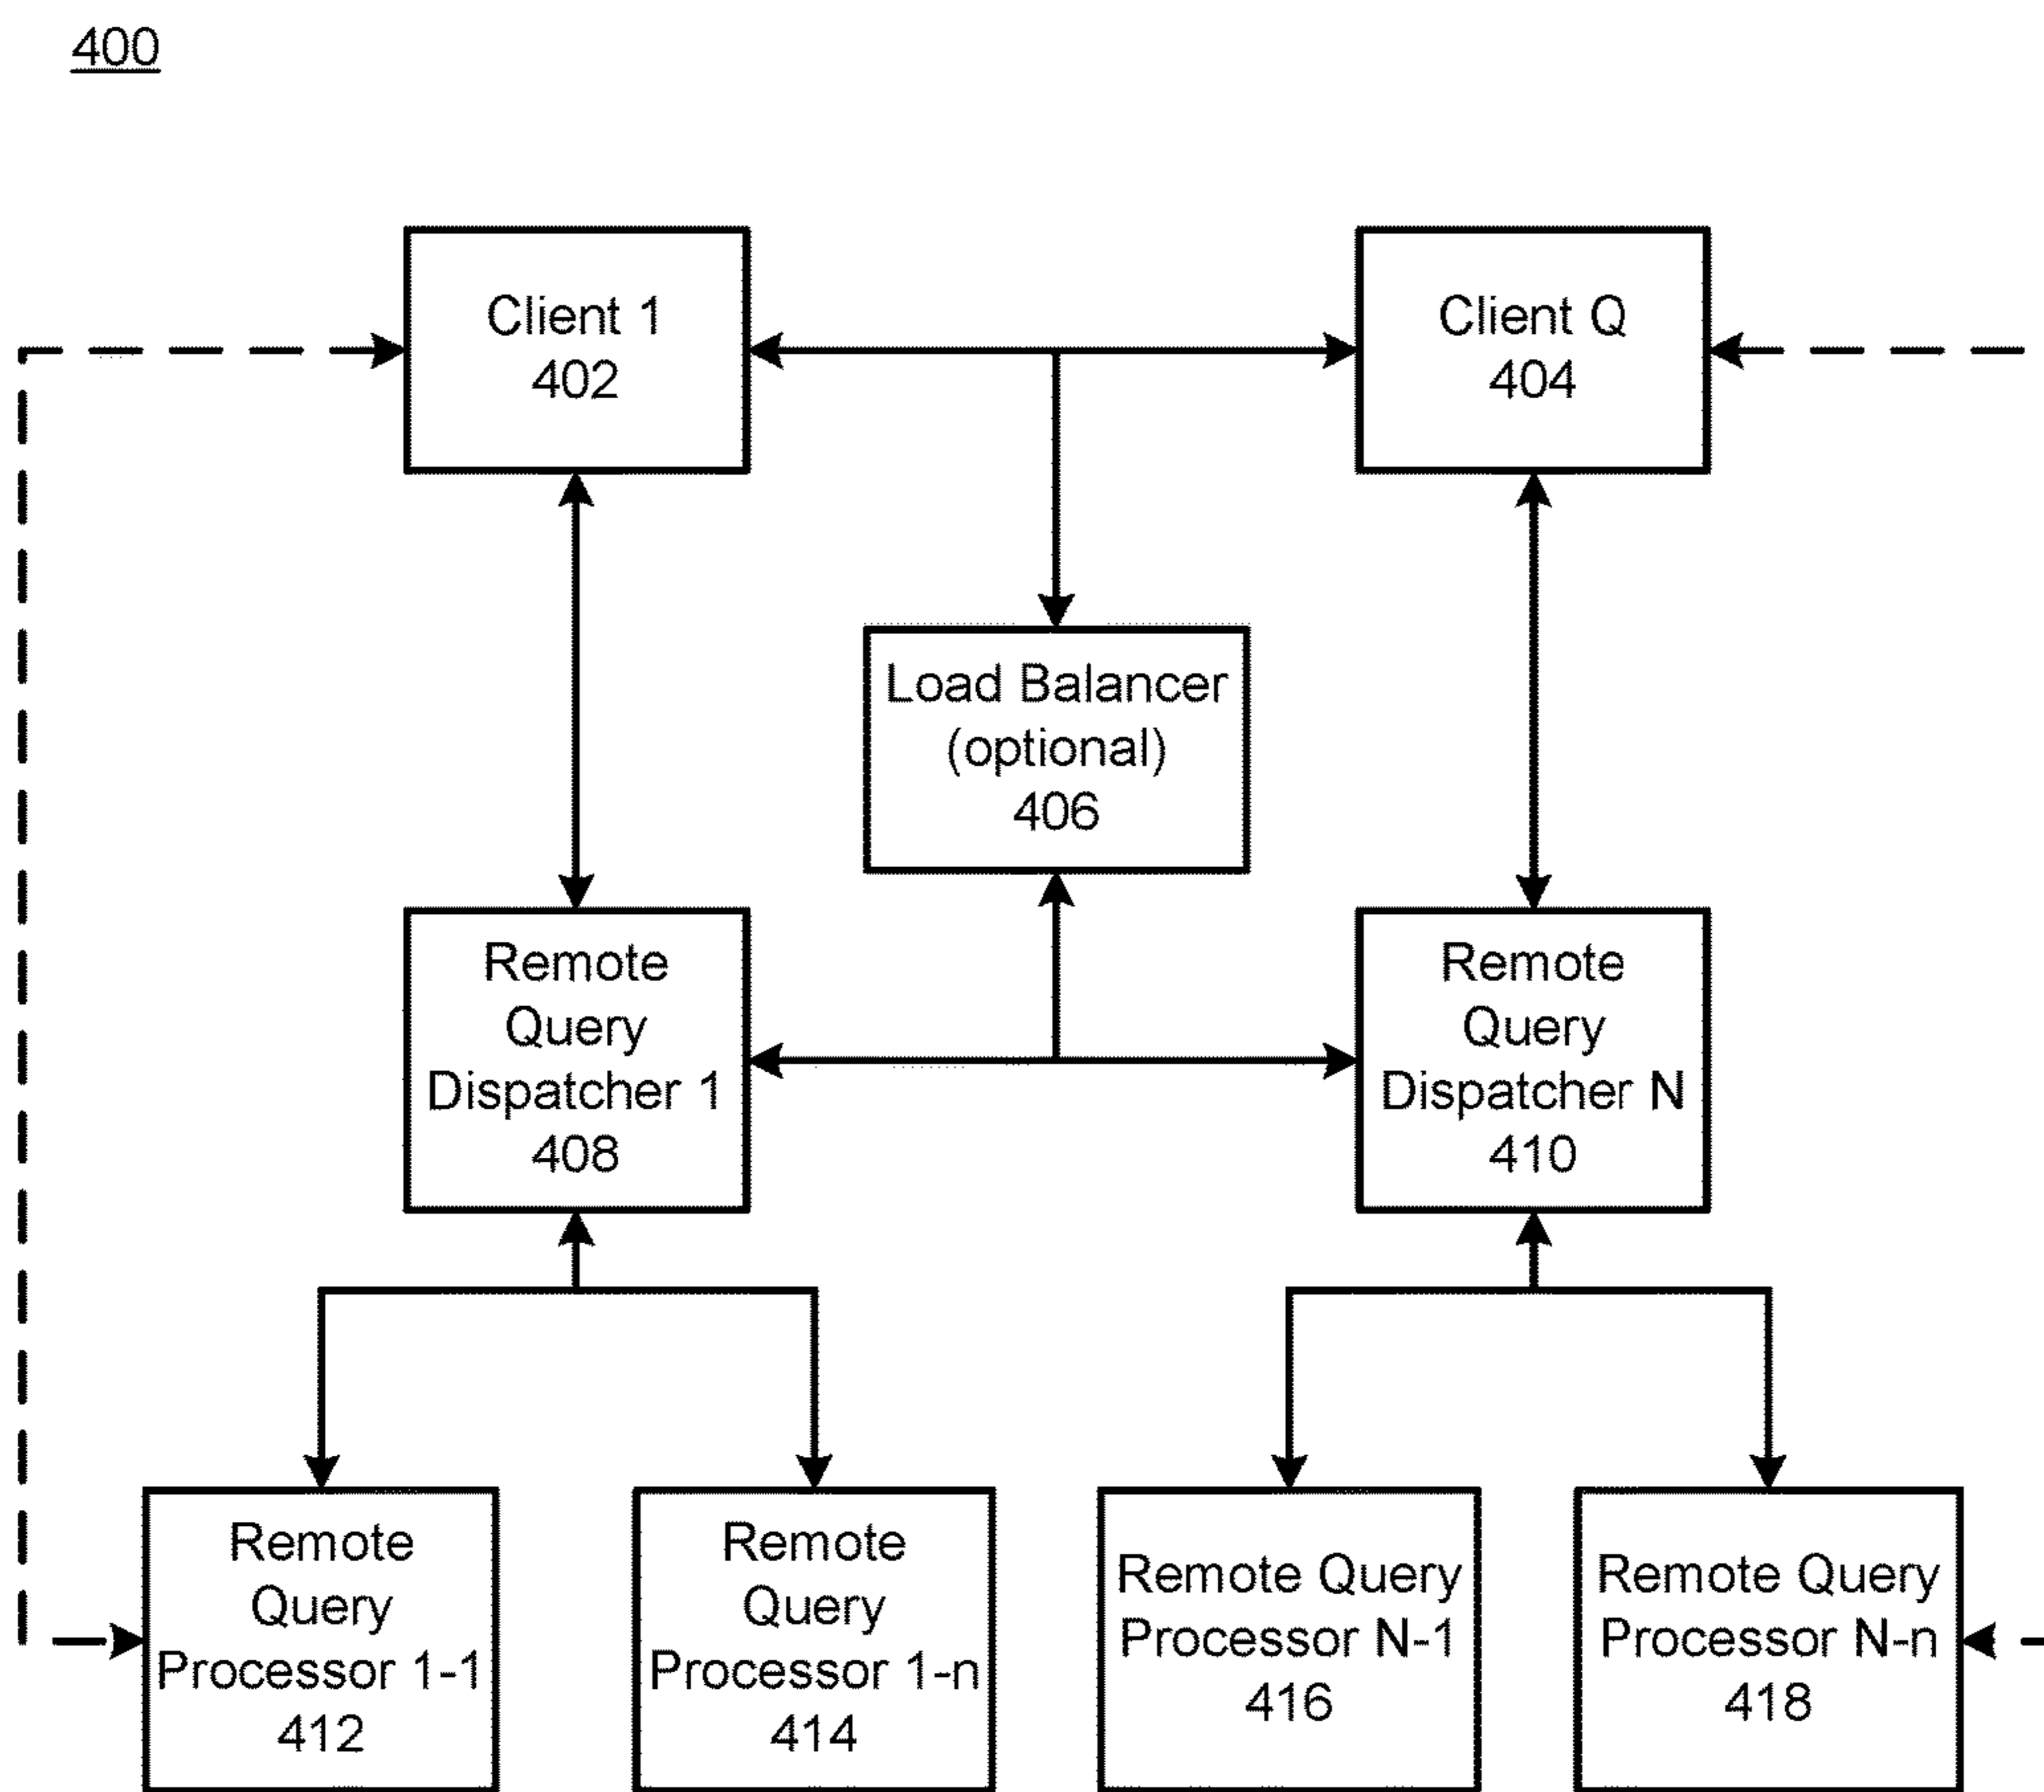 400
Client 1
402
Client Q
404
Load Balancer
(optional)
406
Remote
Query
Dispatcher 1
408
Remote
Query
Dispatcher N
410
Remote
Query
Processor 1-1
412
Remote
Query
Processor 1-n
414
Remote Query
Processor N-1
416
Remote Query
Processor N-n
418